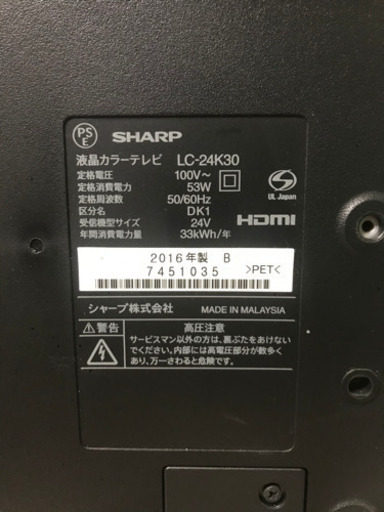 PS
E
SHARP
液晶カラーテレビ LC-24K30
定格電圧 100V～
定格消費電力 53W
定格周波数 50/60Hz
区分名 DK1
受信機型サイズ 24V
年間消費電力量 33kWh/年
UL Japan
HDMI
2016年製 B
7451035
>PET<
シャープ株式会社 MADE IN MALAYSIA
⚠警告 高圧注意
サービスマン以外の方は、裏ぶたをあけない
でください。内部には高電圧部分が数多く
あり、万一さわると危険です。